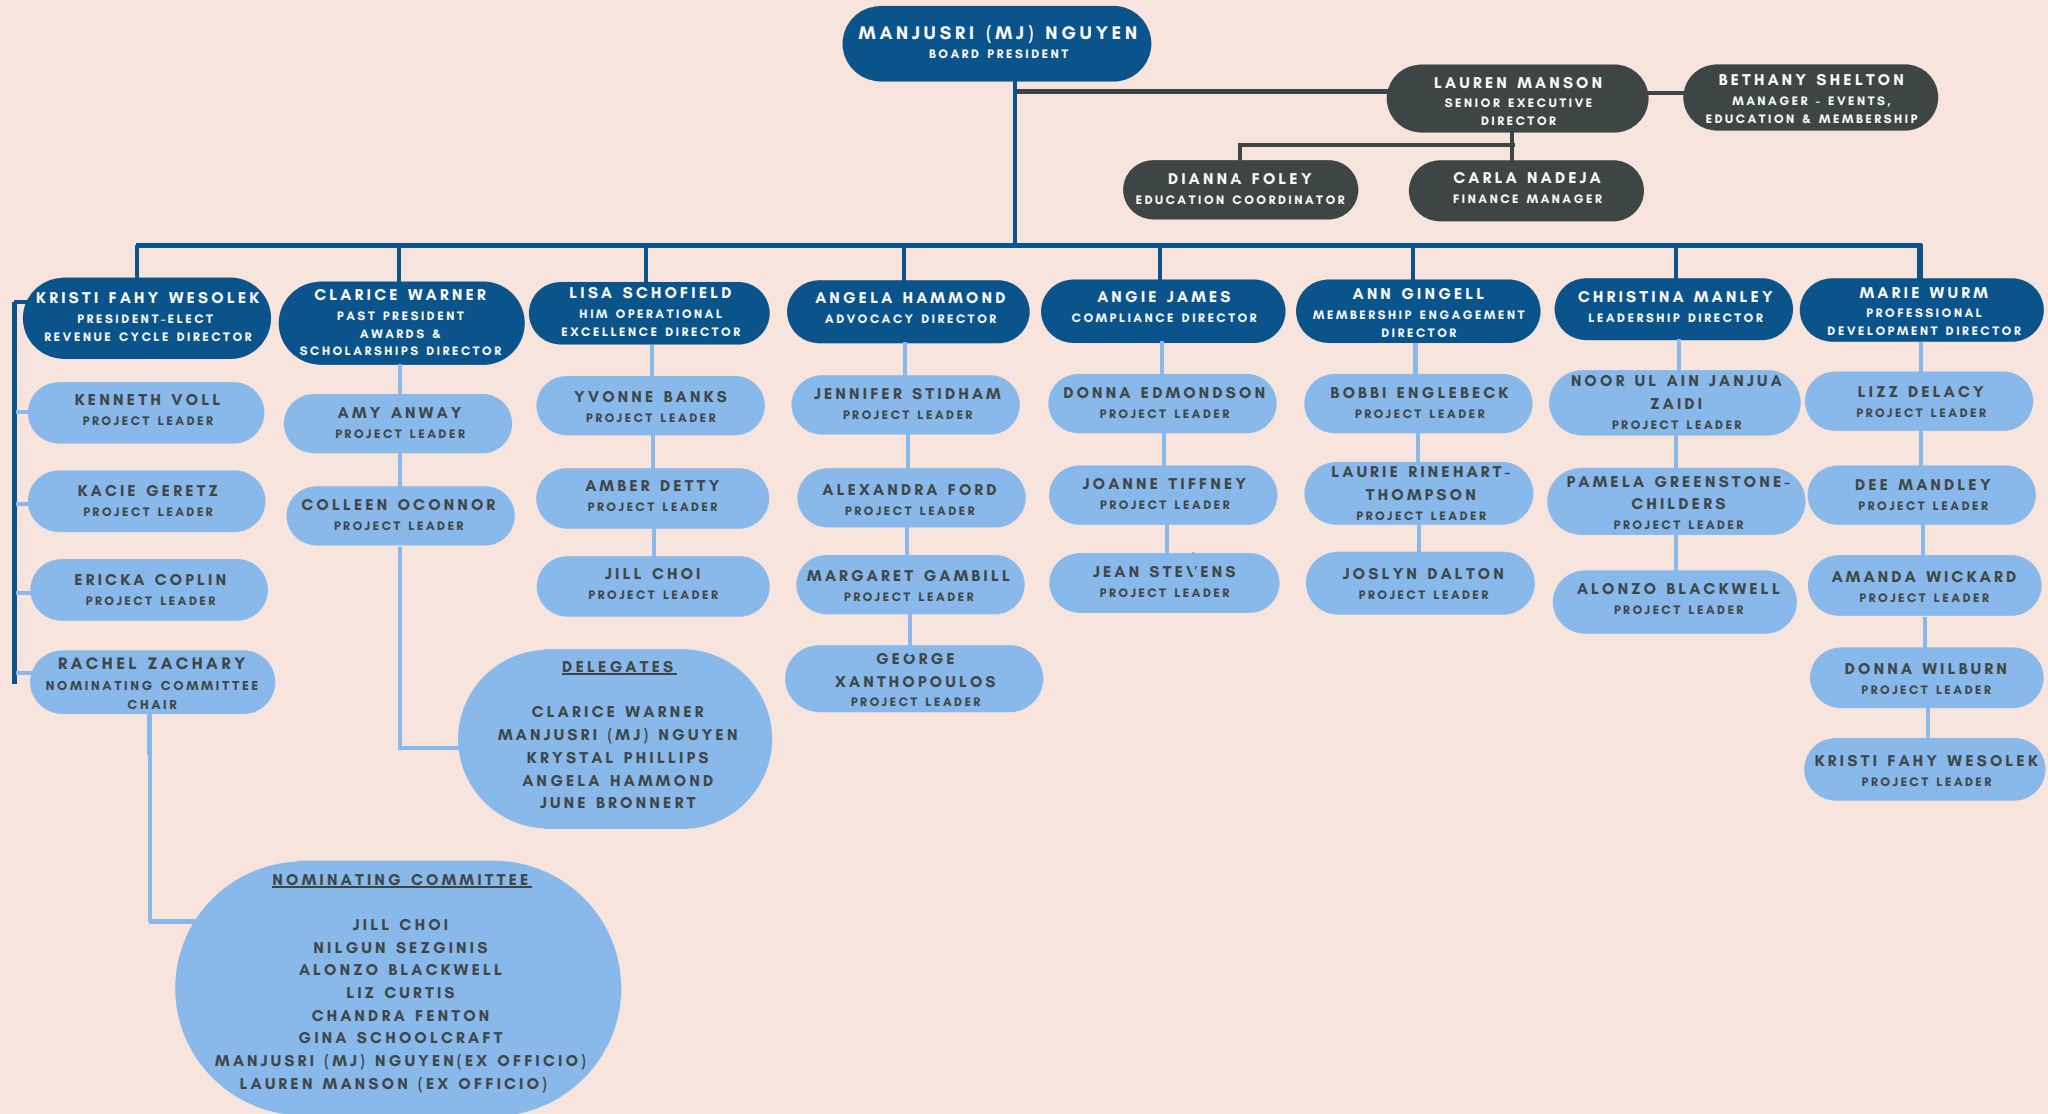 MANJUSRI (MJ) NGUYEN
BOARD PRESIDENT
LAUREN MANSON
SENIOR EXECUTIVE
DIRECTOR
BETHANY SHELTON
MANAGER - EVENTS,
EDUCATION & MEMBERSHIP
DIANNA FOLEY
EDUCATION COORDINATOR
CARLA NADEJA
FINANCE MANAGER
KRISTI FAHY WESOLEK
PRESIDENT-ELECT
REVENUE CYCLE DIRECTOR
KENNETH VOLL
PROJECT LEADER
KACIE GERETZ
PROJECT LEADER
ERICKA COPLIN
PROJECT LEADER
RACHEL ZACHARY
NOMINATING COMMITTEE
CHAIR
NOMINATING COMMITTEE
JILL CHOI
NILGUN SEZGINIS
ALONZO BLACKWELL
LIZ CURTIS
CHANDRA FENTON
GINA SCHOOLCRAFT
MANJUSRI (MJ) NGUYEN(EX OFFICIO)
LAUREN MANSON (EX OFFICIO)
CLARICE WARNER
PAST PRESIDENT
AWARDS &
SCHOLARSHIPS DIRECTOR
AMY ANWAY
PROJECT LEADER
COLLEEN OCONNOR
PROJECT LEADER
DELEGATES
CLARICE WARNER
MANJUSRI (MJ) NGUYEN
KRYSTAL PHILLIPS
ANGELA HAMMOND
JUNE BRONNERT
LISA SCHOFIELD
HIM OPERATIONAL
EXCELLENCE DIRECTOR
YVONNE BANKS
PROJECT LEADER
AMBER DETTY
PROJECT LEADER
JILL CHOI
PROJECT LEADER
ANGELA HAMMOND
ADVOCACY DIRECTOR
JENNIFER STIDHAM
PROJECT LEADER
ALEXANDRA FORD
PROJECT LEADER
MARGARET GAMBILL
PROJECT LEADER
GEORGE
XANTHOPOULOS
PROJECT LEADER
ANGIE JAMES
COMPLIANCE DIRECTOR
DONNA EDMONDSON
PROJECT LEADER
JOANNE TIFFNEY
PROJECT LEADER
JEAN STEVENS
PROJECT LEADER
ANN GINGELL
MEMBERSHIP ENGAGEMENT
DIRECTOR
BOBBI ENGLEBECK
PROJECT LEADER
LAURIE RINEHART-
THOMPSON
PROJECT LEADER
JOSLYN DALTON
PROJECT LEADER
CHRISTINA MANLEY
LEADERSHIP DIRECTOR
NOOR UL AIN JANJUA
ZAIDI
PROJECT LEADER
PAMELA GREENSTONE-
CHILDERS
PROJECT LEADER
ALONZO BLACKWELL
PROJECT LEADER
MARIE WURM
PROFESSIONAL
DEVELOPMENT DIRECTOR
LIZZ DELACY
PROJECT LEADER
DEE MANDLEY
PROJECT LEADER
AMANDA WICKARD
PROJECT LEADER
DONNA WILBURN
PROJECT LEADER
KRISTI FAHY WESOLEK
PROJECT LEADER